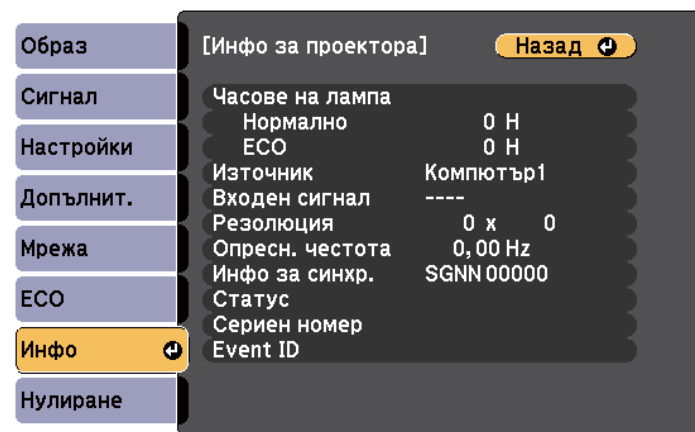 Образ
Сигнал
Настройки
Допълнит.
Мрежа
ECO
Инфо
Нулиране
[Инфо за проектора] Назад
Часове на лампа
Нормално 0 H
ECO 0 H
Източник Компютър1
Входен сигнал ----
Резолюция 0 x 0
Опресн. честота 0,00 Hz
Инфо за синхр. SGNN 00000
Статус
Сериен номер
Event ID